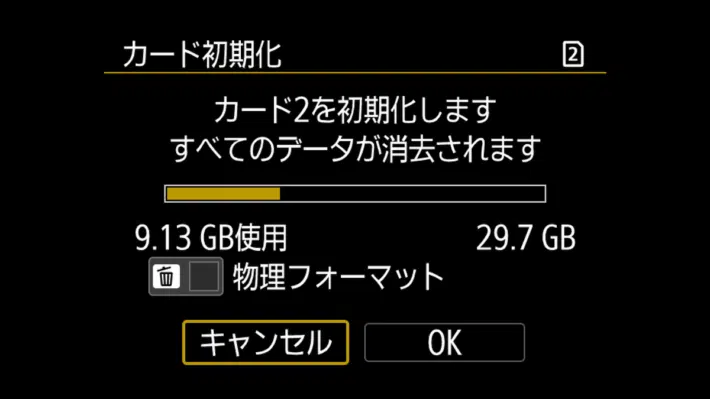 カード初期化 2
カード2を初期化します
すべてのデータが消去されます
9.13 GB使用 29.7 GB
物理フォーマット
キャンセル OK